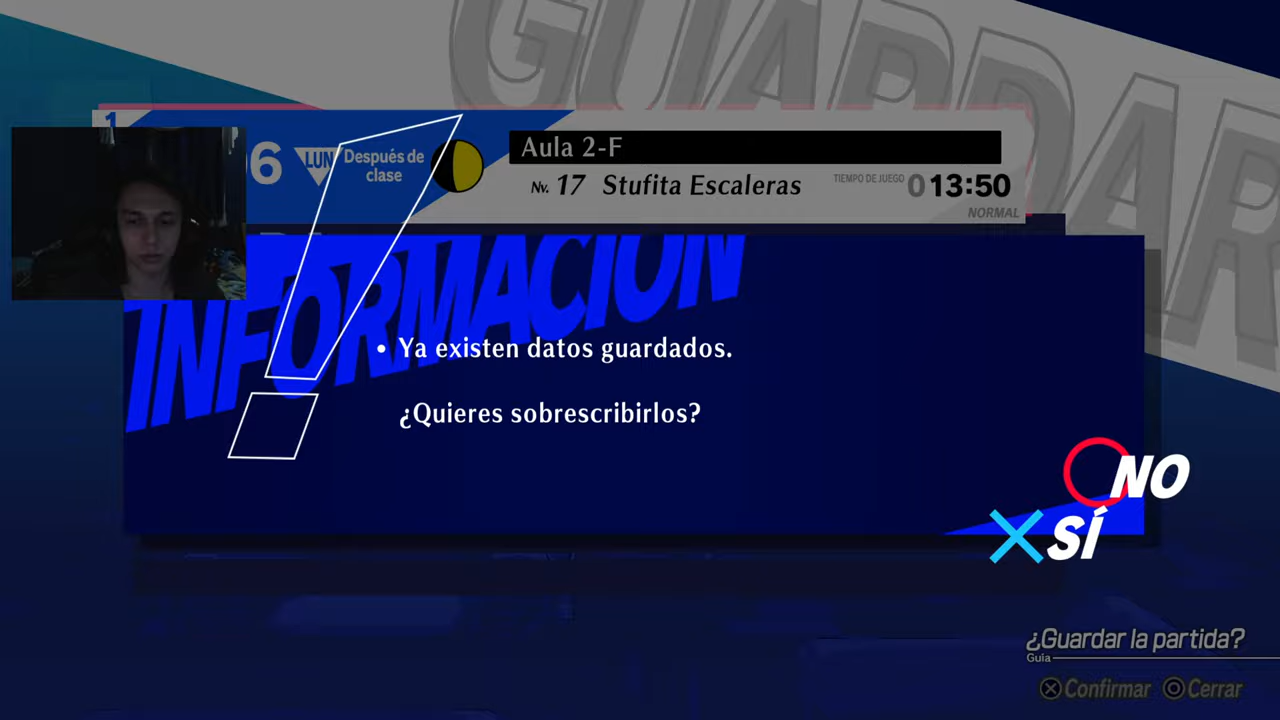 GUARDAR
1
6 LUN Después de clase
Aula 2-F
Nv. 17 Stufita Escaleras
TIEMPO DE JUEGO 013:50
NORMAL
INFORMACIÓN
• Ya existen datos guardados.
¿Quieres sobrescribirlos?
NO
SÍ
¿Guardar la partida?
Guía
Confirmar Cerrar